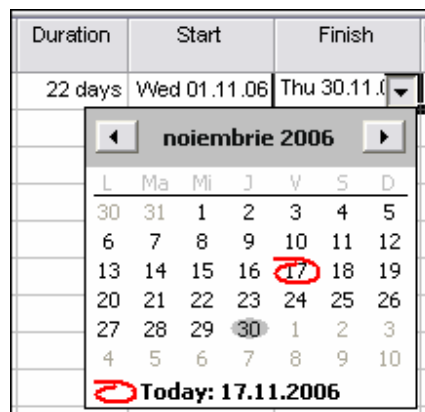 Duration Start Finish
22 days Wed 01.11.06 Thu 30.11.
noiembrie 2006
L Ma Mi J V S D
30 31 1 2 3 4 5
6 7 8 9 10 11 12
13 14 15 16 17 18 19
20 21 22 23 24 25 26
27 28 29 30 1 2 3
4 5 6 7 8 9 10
Today: 17.11.2006